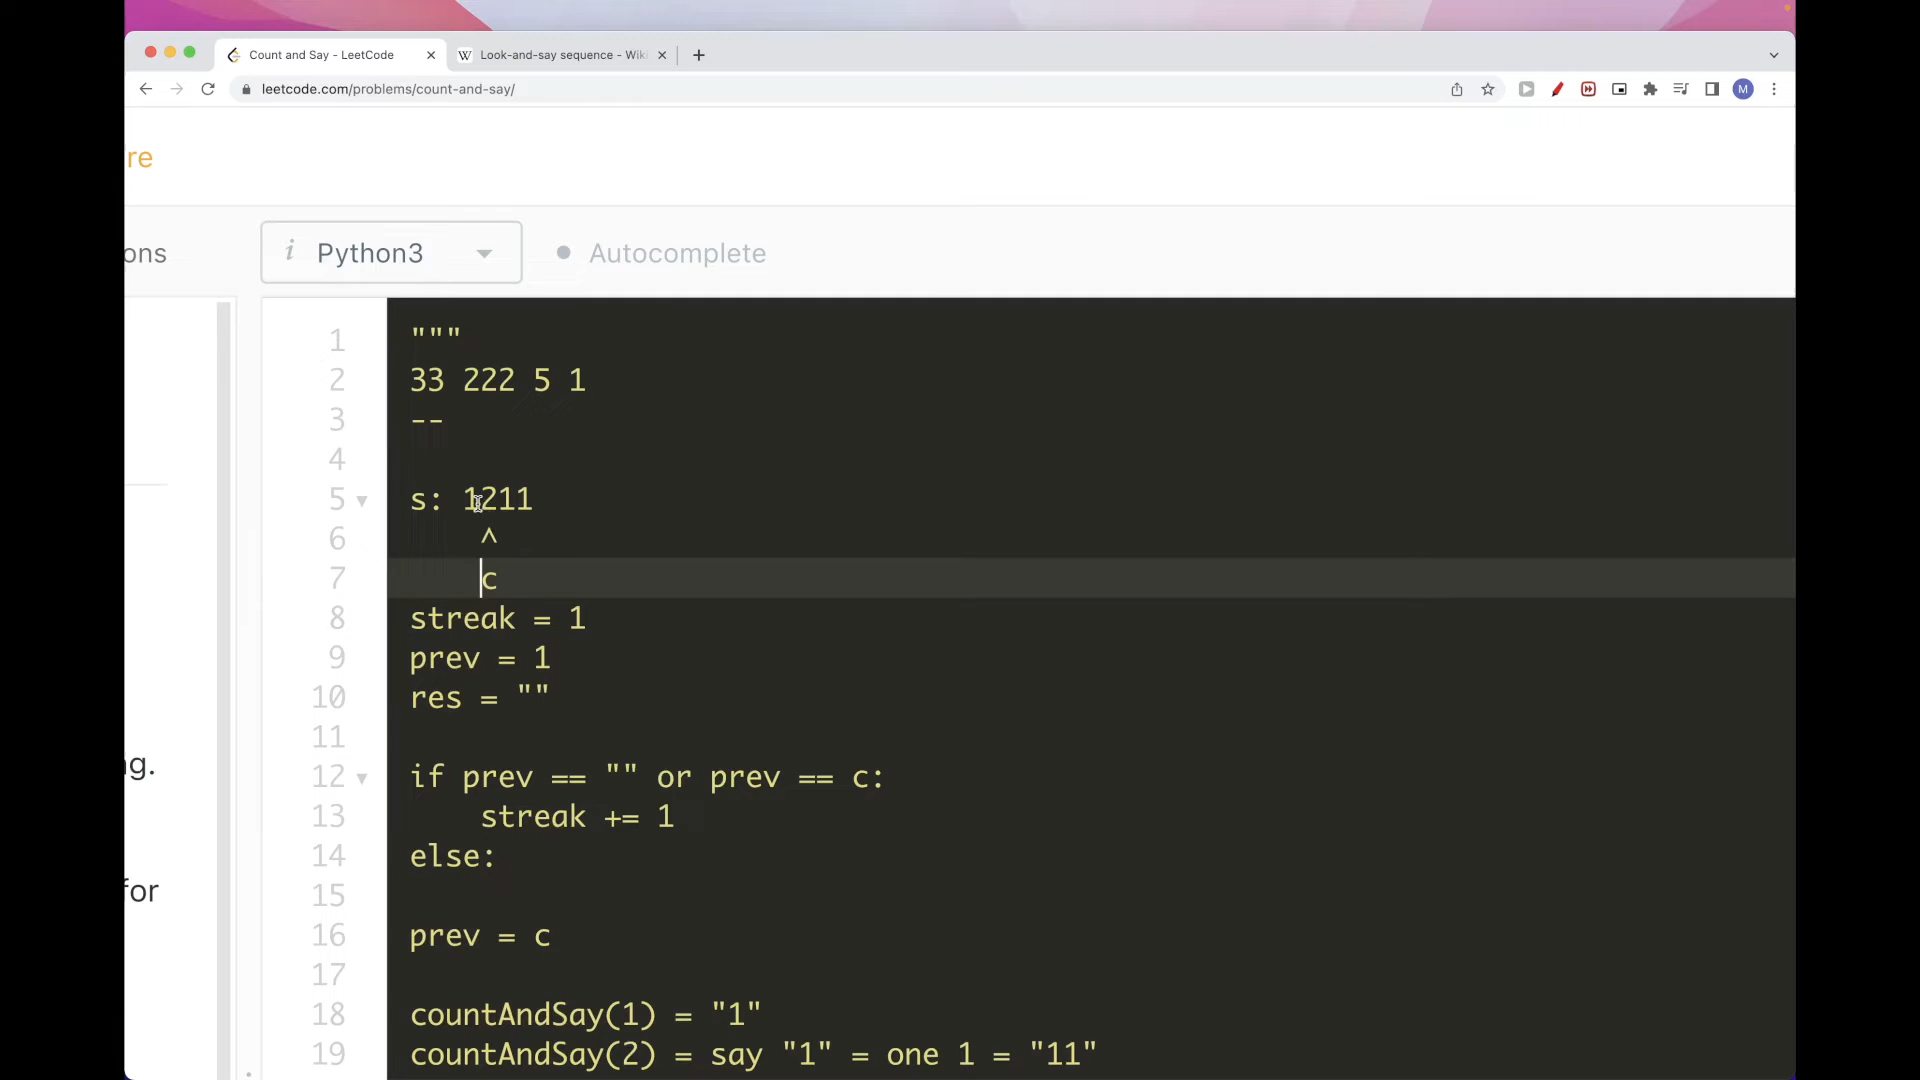 Count and Say - LeetCode
Look-and-say sequence - Wiki
leetcode.com/problems/count-and-say/
M
re
ons
i Python3
Autocomplete
ng.
for
1 """
2 33 222 5 1
3 --
4
5 s: 1211
6 ^
7 c
8 streak = 1
9 prev = 1
10 res = ""
11
12 if prev == "" or prev == c:
13 streak += 1
14 else:
15
16 prev = c
17
18 countAndSay(1) = "1"
19 countAndSay(2) = say "1" = one 1 = "11"